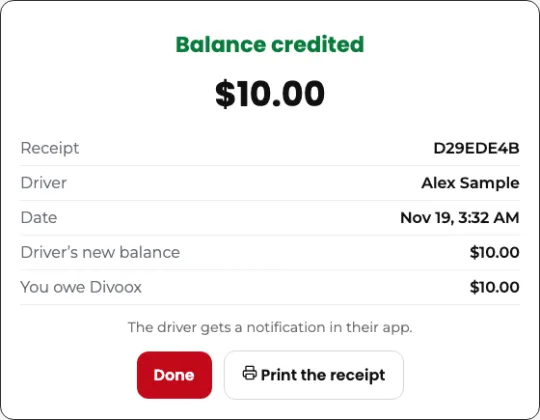 Balance credited
$10.00
Receipt D29EDE4B
Driver Alex Sample
Date Nov 19, 3:32 AM
Driver’s new balance $10.00
You owe Divoox $10.00
The driver gets a notification in their app.
Done Print the receipt